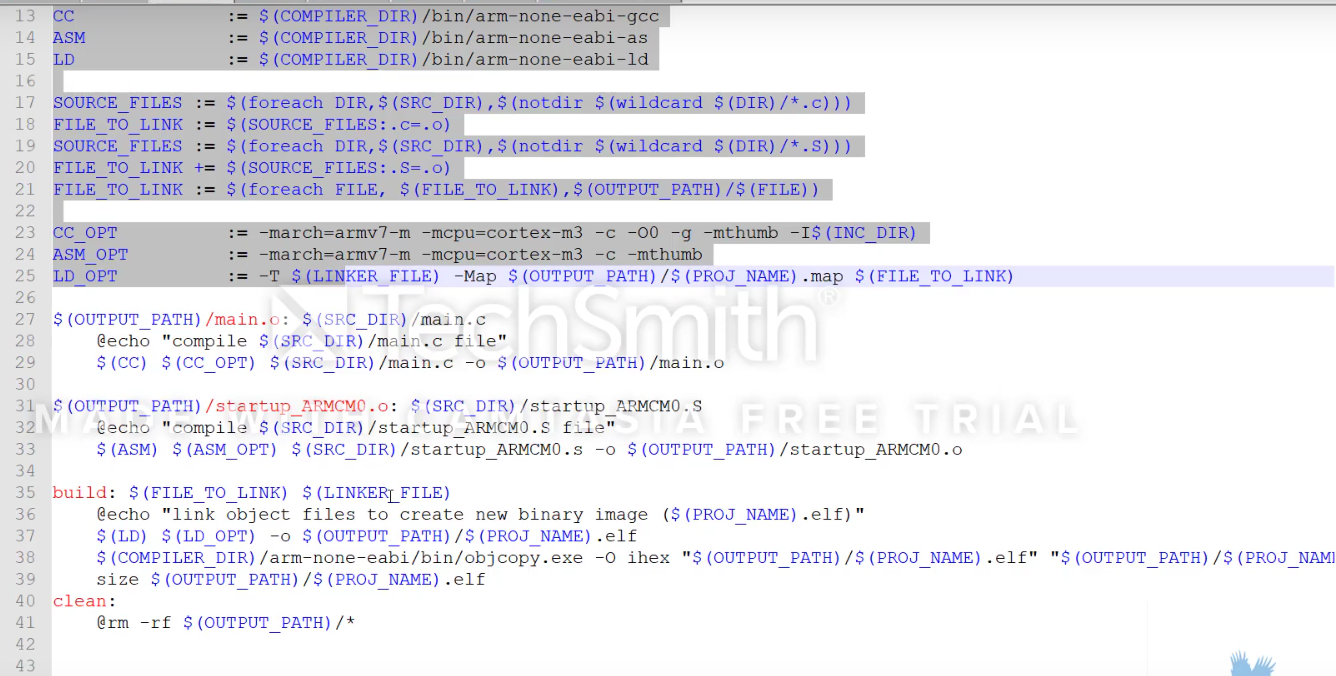 13 CC := $(COMPILER_DIR)/bin/arm-none-eabi-gcc
14 ASM := $(COMPILER_DIR)/bin/arm-none-eabi-as
15 LD := $(COMPILER_DIR)/bin/arm-none-eabi-ld
16
17 SOURCE_FILES := $(foreach DIR,$(SRC_DIR),$(notdir $(wildcard $(DIR)/*.c)))
18 FILE_TO_LINK := $(SOURCE_FILES:.c=.o)
19 SOURCE_FILES := $(foreach DIR,$(SRC_DIR),$(notdir $(wildcard $(DIR)/*.S)))
20 FILE_TO_LINK += $(SOURCE_FILES:.S=.o)
21 FILE_TO_LINK := $(foreach FILE, $(FILE_TO_LINK),$(OUTPUT_PATH)/$(FILE))
22
23 CC_OPT := -march=armv7-m -mcpu=cortex-m3 -c -O0 -g -mthumb -I$(INC_DIR)
24 ASM_OPT := -march=armv7-m -mcpu=cortex-m3 -c -mthumb
25 LD_OPT := -T $(LINKER_FILE) -Map $(OUTPUT_PATH)/$(PROJ_NAME).map $(FILE_TO_LINK)
26
TechSmith®
27 $(OUTPUT_PATH)/main.o: $(SRC_DIR)/main.c
28 @echo "compile $(SRC_DIR)/main.c file"
29 $(CC) $(CC_OPT) $(SRC_DIR)/main.c -o $(OUTPUT_PATH)/main.o
30
31 $(OUTPUT_PATH)/startup_ARMCM0.o: $(SRC_DIR)/startup_ARMCM0.S
MADE WITH CAMTASIA FREE TRIAL
32 @echo "compile $(SRC_DIR)/startup_ARMCM0.S file"
33 $(ASM) $(ASM_OPT) $(SRC_DIR)/startup_ARMCM0.s -o $(OUTPUT_PATH)/startup_ARMCM0.o
34
35 build: $(FILE_TO_LINK) $(LINKER_FILE)
36 @echo "link object files to create new binary image ($(PROJ_NAME).elf)"
37 $(LD) $(LD_OPT) -o $(OUTPUT_PATH)/$(PROJ_NAME).elf
38 $(COMPILER_DIR)/arm-none-eabi/bin/objcopy.exe -O ihex "$(OUTPUT_PATH)/$(PROJ_NAME).elf" "$(OUTPUT_PATH)/$(PROJ_NAM
39 size $(OUTPUT_PATH)/$(PROJ_NAME).elf
40 clean:
41 @rm -rf $(OUTPUT_PATH)/*
42
43